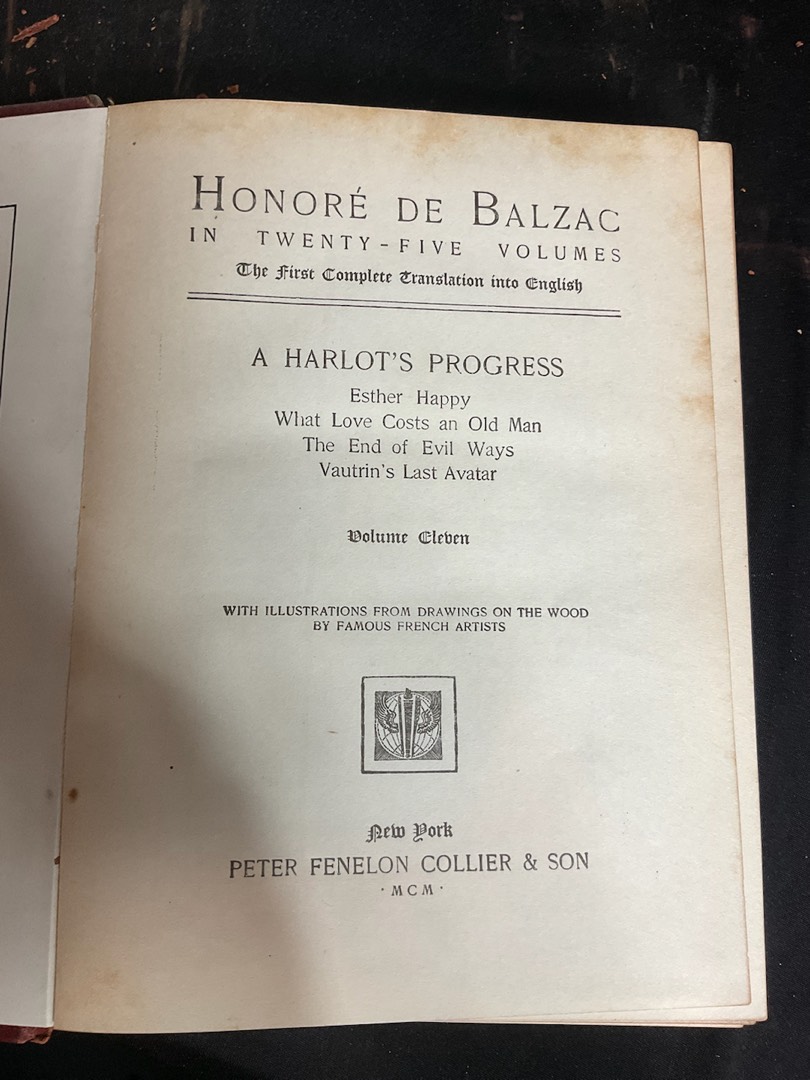 HONORÉ DE BALZAC
IN TWENTY-FIVE VOLUMES
The First Complete Translation into English
A HARLOT'S PROGRESS
Esther Happy
What Love Costs an Old Man
The End of Evil Ways
Vautrin's Last Avatar
Volume Eleven
WITH ILLUSTRATIONS FROM DRAWINGS ON THE WOOD
BY FAMOUS FRENCH ARTISTS
New York
PETER FENELON COLLIER & SON
· MCM ·